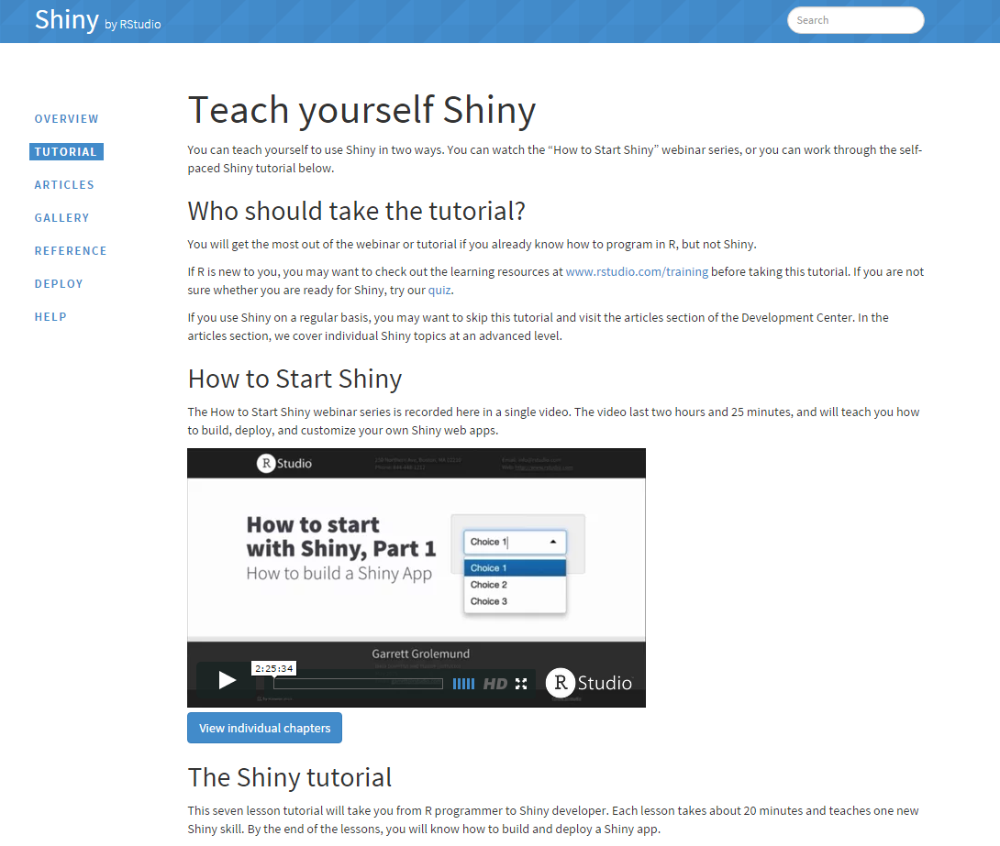 Shiny by RStudio
Search
OVERVIEW
TUTORIAL
ARTICLES
GALLERY
REFERENCE
DEPLOY
HELP
Teach yourself Shiny
You can teach yourself to use Shiny in two ways. You can watch the “How to Start Shiny” webinar series, or you can work through the self-
paced Shiny tutorial below.
Who should take the tutorial?
You will get the most out of the webinar or tutorial if you already know how to program in R, but not Shiny.
If R is new to you, you may want to check out the learning resources at www.rstudio.com/training before taking this tutorial. If you are not
sure whether you are ready for Shiny, try our quiz.
If you use Shiny on a regular basis, you may want to skip this tutorial and visit the articles section of the Development Center. In the
articles section, we cover individual Shiny topics at an advanced level.
How to Start Shiny
The How to Start Shiny webinar series is recorded here in a single video. The video last two hours and 25 minutes, and will teach you how
to build, deploy, and customize your own Shiny web apps.
R Studio
How to start
with Shiny, Part 1
How to build a Shiny App
Choice 1
Choice 1
Choice 2
Choice 3
Garrett Grolemund
2:25:34
HD
R Studio
View individual chapters
The Shiny tutorial
This seven lesson tutorial will take you from R programmer to Shiny developer. Each lesson takes about 20 minutes and teaches one new
Shiny skill. By the end of the lessons, you will know how to build and deploy a Shiny app.